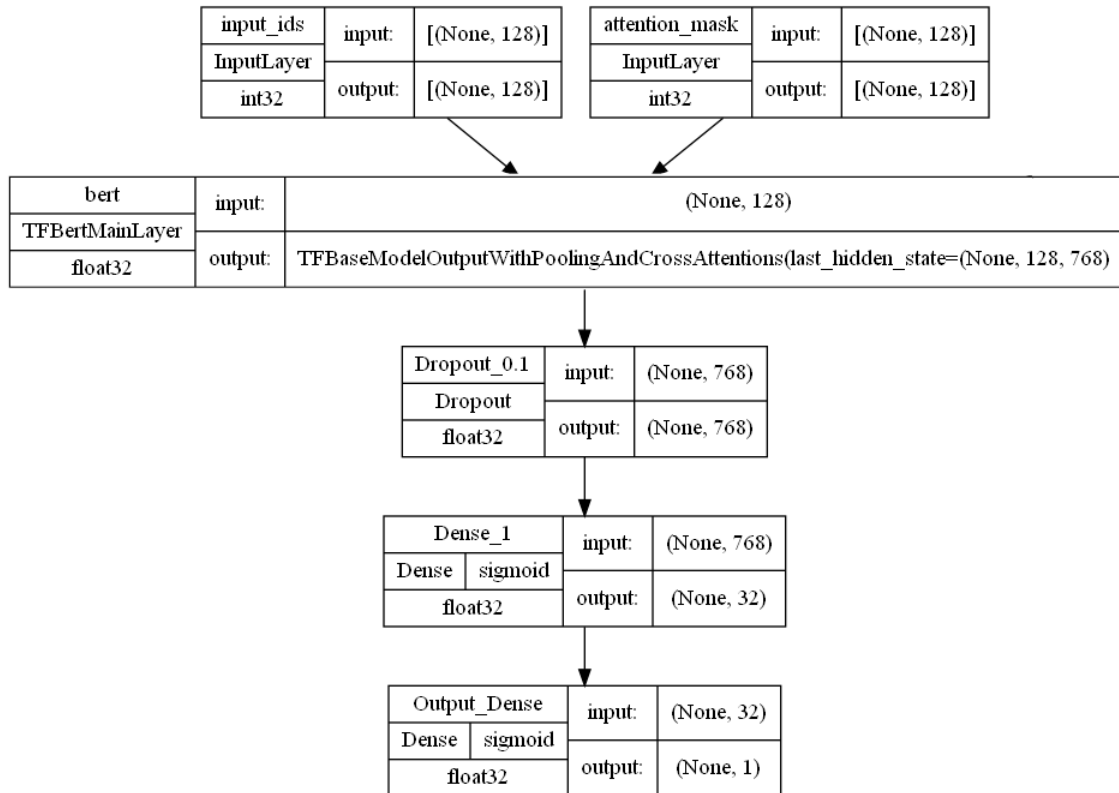 input_ids
InputLayer
int32
input: [(None, 128)]
output: [(None, 128)]
attention_mask
InputLayer
int32
input: [(None, 128)]
output: [(None, 128)]
bert
TFBertMainLayer
float32
input: (None, 128)
output: TFBaseModelOutputWithPoolingAndCrossAttentions(last_hidden_state=(None, 128, 768)
Dropout_0.1
Dropout
float32
input: (None, 768)
output: (None, 768)
Dense_1
Dense sigmoid
float32
input: (None, 768)
output: (None, 32)
Output_Dense
Dense sigmoid
float32
input: (None, 32)
output: (None, 1)